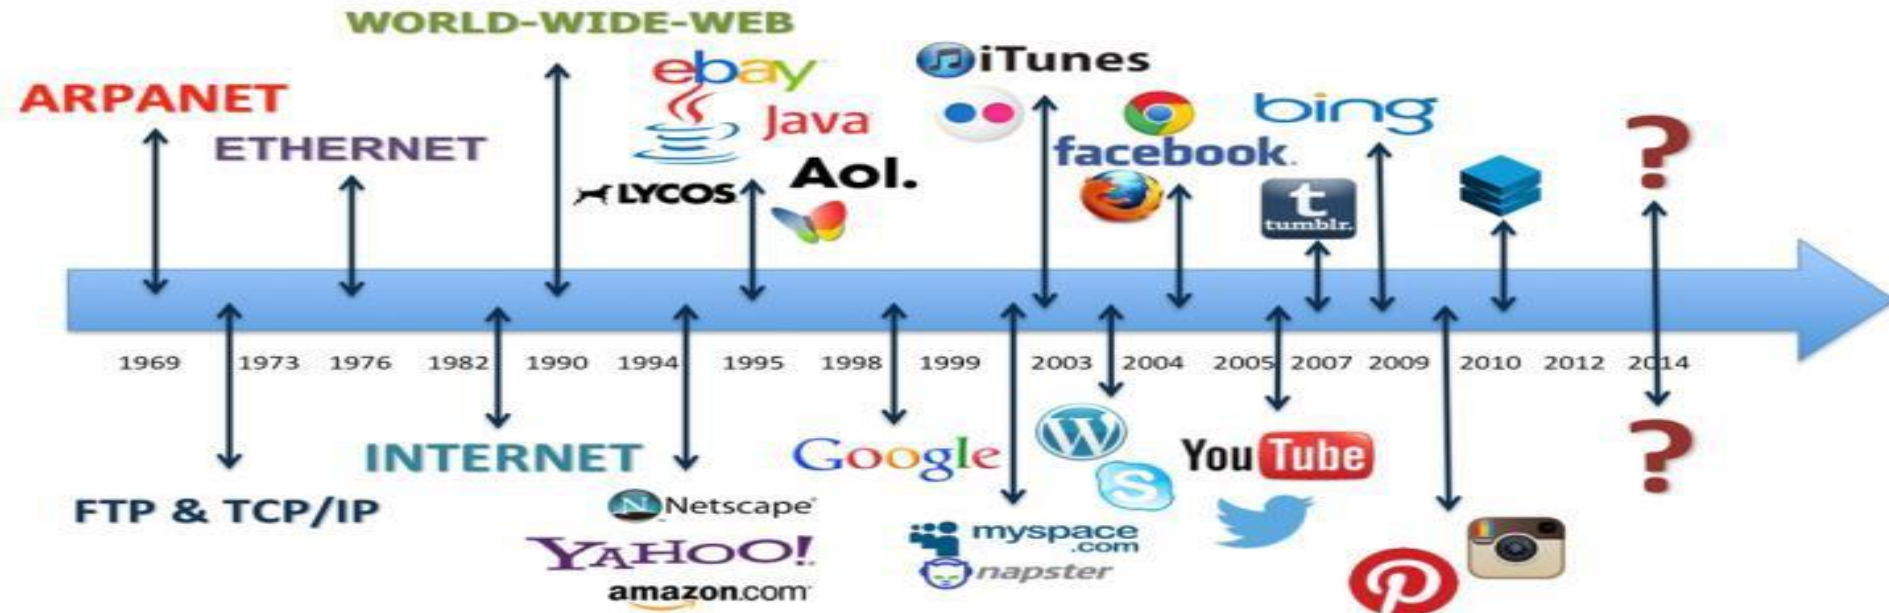 WORLD-WIDE-WEB
ebay
iTunes
ARPANET
ETHERNET
Java
bing
?
facebook.
LYCOS
Aol.
t
tumblr.
1969 1973 1976 1982 1990 1994 1995 1998 1999 2003 2004 2005 2007 2009 2010 2012 2014
INTERNET
Google
W
S
You Tube
?
FTP & TCP/IP
N Netscape
YAHOO!
amazon.com
myspace
.com
napster
P